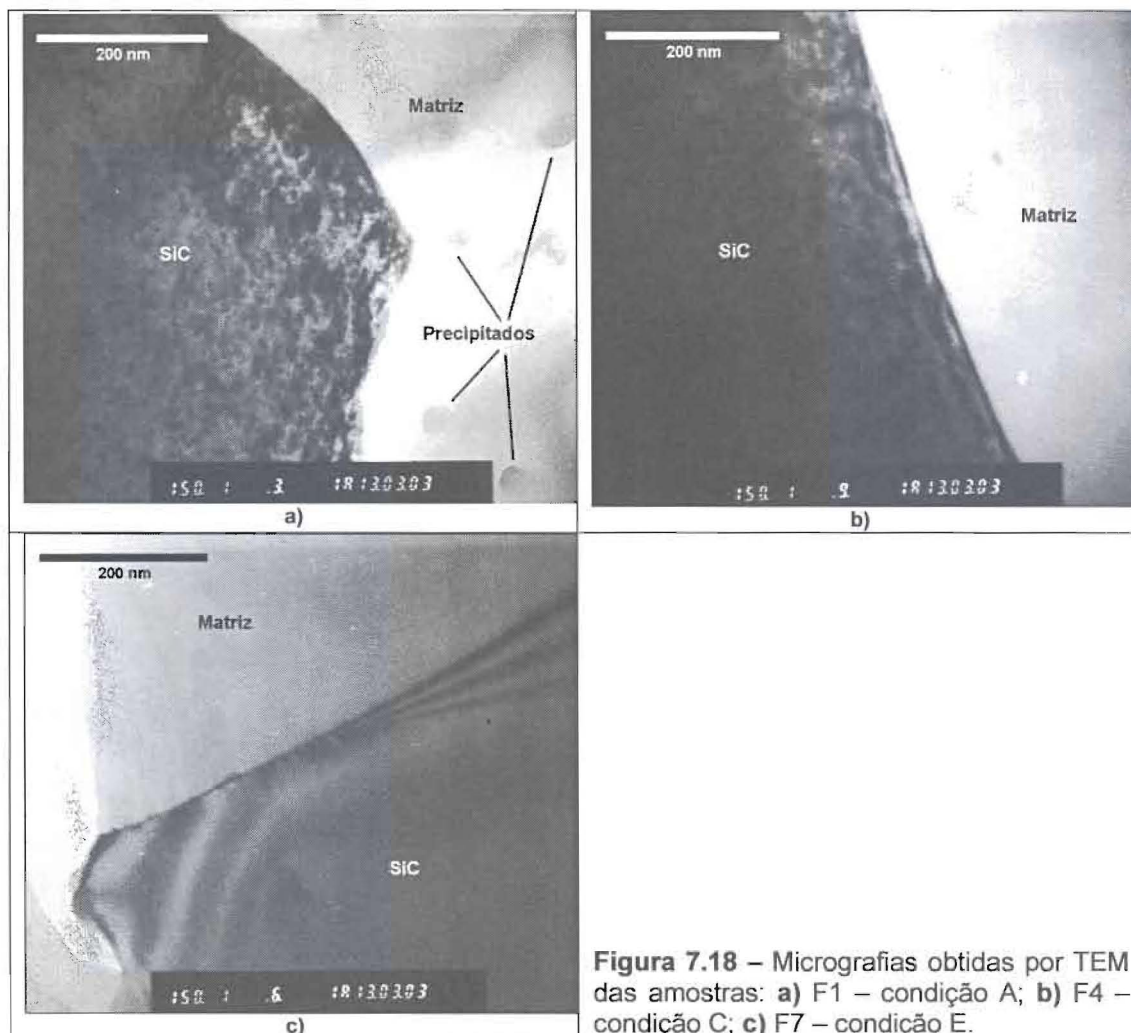 200 nm
Matriz
SiC
Precipitados
a)
200 nm
SiC
Matriz
b)
200 nm
Matriz
SiC
c)
Figura 7.18 – Micrografias obtidas por TEM
das amostras: a) F1 – condição A; b) F4 –
condição C; c) F7 – condição E.